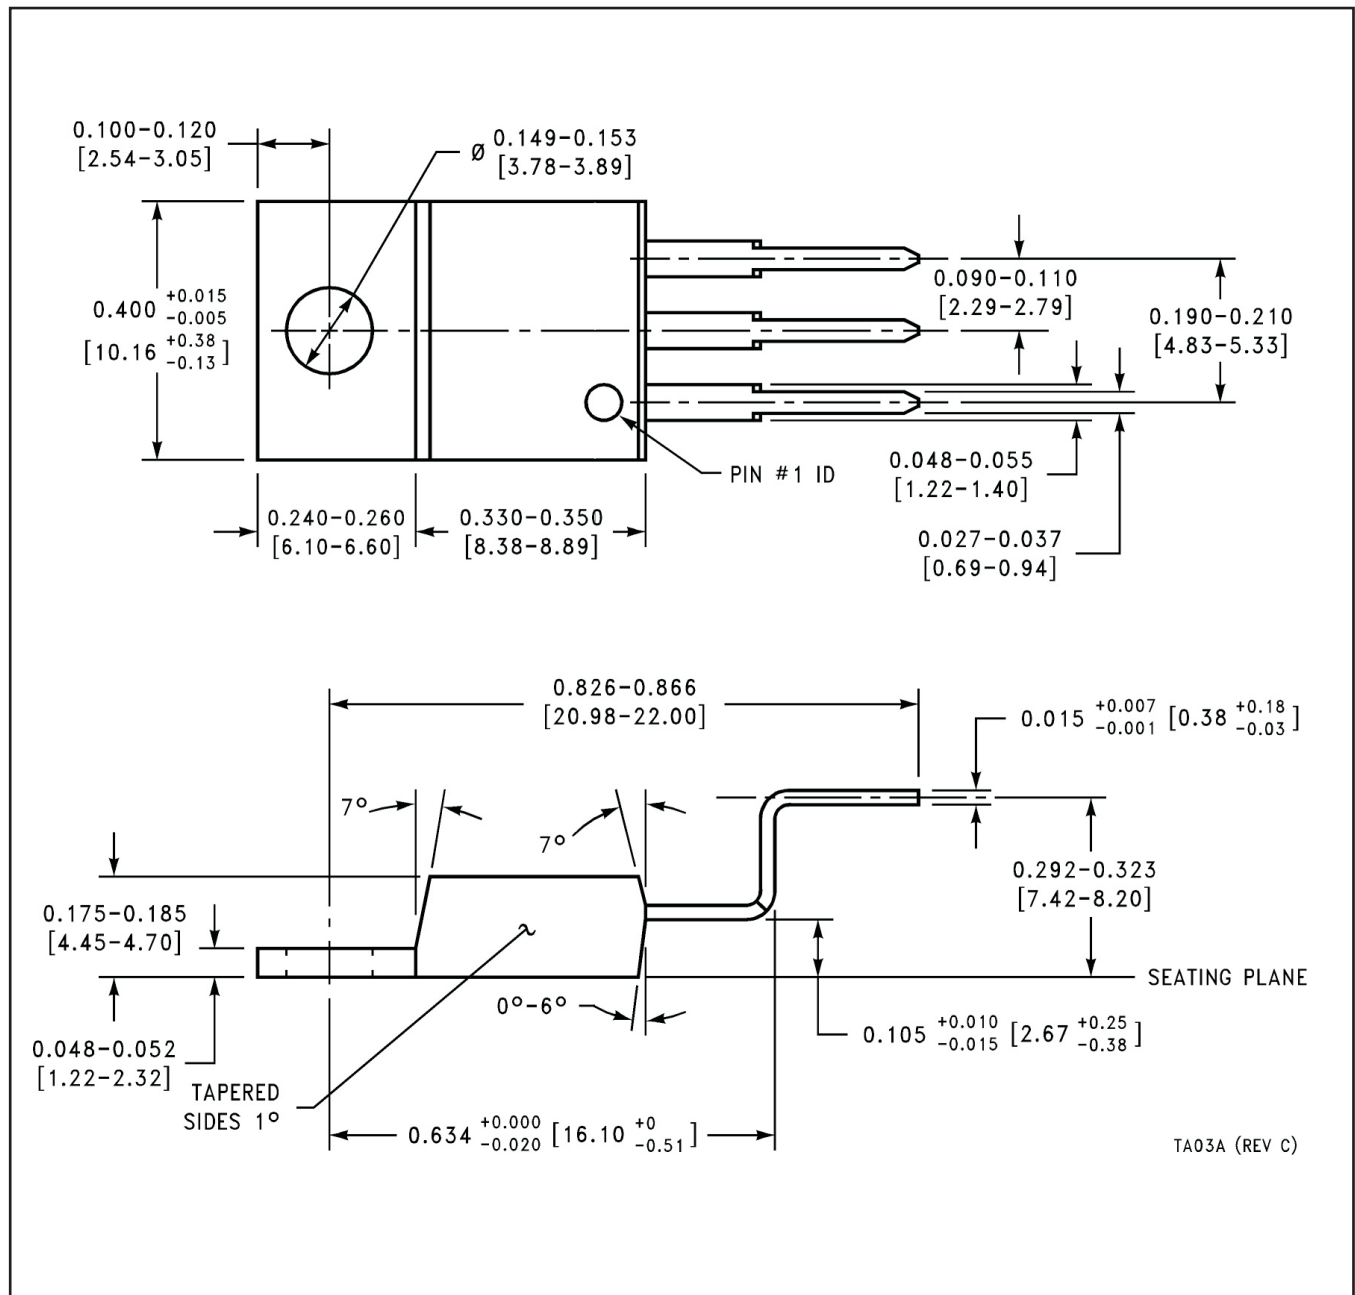 0.100-0.120
[2.54-3.05]
Ø 0.149-0.153
[3.78-3.89]
0.400 +0.015 -0.005
[10.16 +0.38 -0.13]
0.090-0.110
[2.29-2.79]
0.190-0.210
[4.83-5.33]
0.048-0.055
[1.22-1.40]
PIN #1 ID
0.240-0.260
[6.10-6.60]
0.330-0.350
[8.38-8.89]
0.027-0.037
[0.69-0.94]
0.826-0.866
[20.98-22.00]
0.015 +0.007 -0.001 [0.38 +0.18 -0.03]
7°
7°
0.292-0.323
[7.42-8.20]
0.175-0.185
[4.45-4.70]
SEATING PLANE
0°-6°
0.105 +0.010 -0.015 [2.67 +0.25 -0.38]
0.048-0.052
[1.22-2.32]
TAPERED
SIDES 1°
0.634 +0.000 -0.020 [16.10 +0 -0.51]
TA03A (REV C)